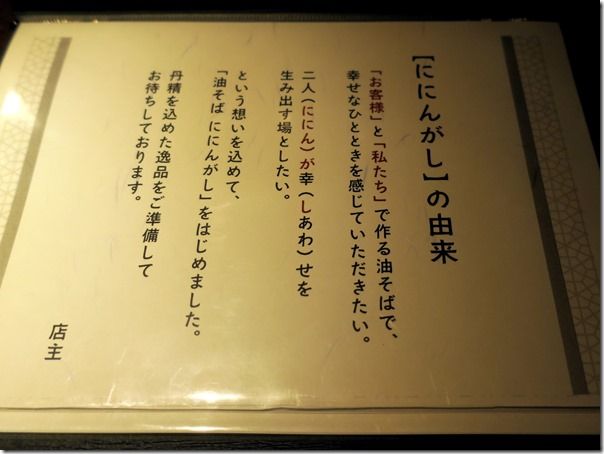 【ににんがし】の由来
「お客様」と「私たち」で作る油そばで、
幸せなひとときを感じていただきたい。
二人（ににん）が幸（しあわ）せを
生み出す場としたい。
という想いを込めて、
「油そば ににんがし」をはじめました。
丹精を込めた逸品をご準備して
お待ちしております。
店主